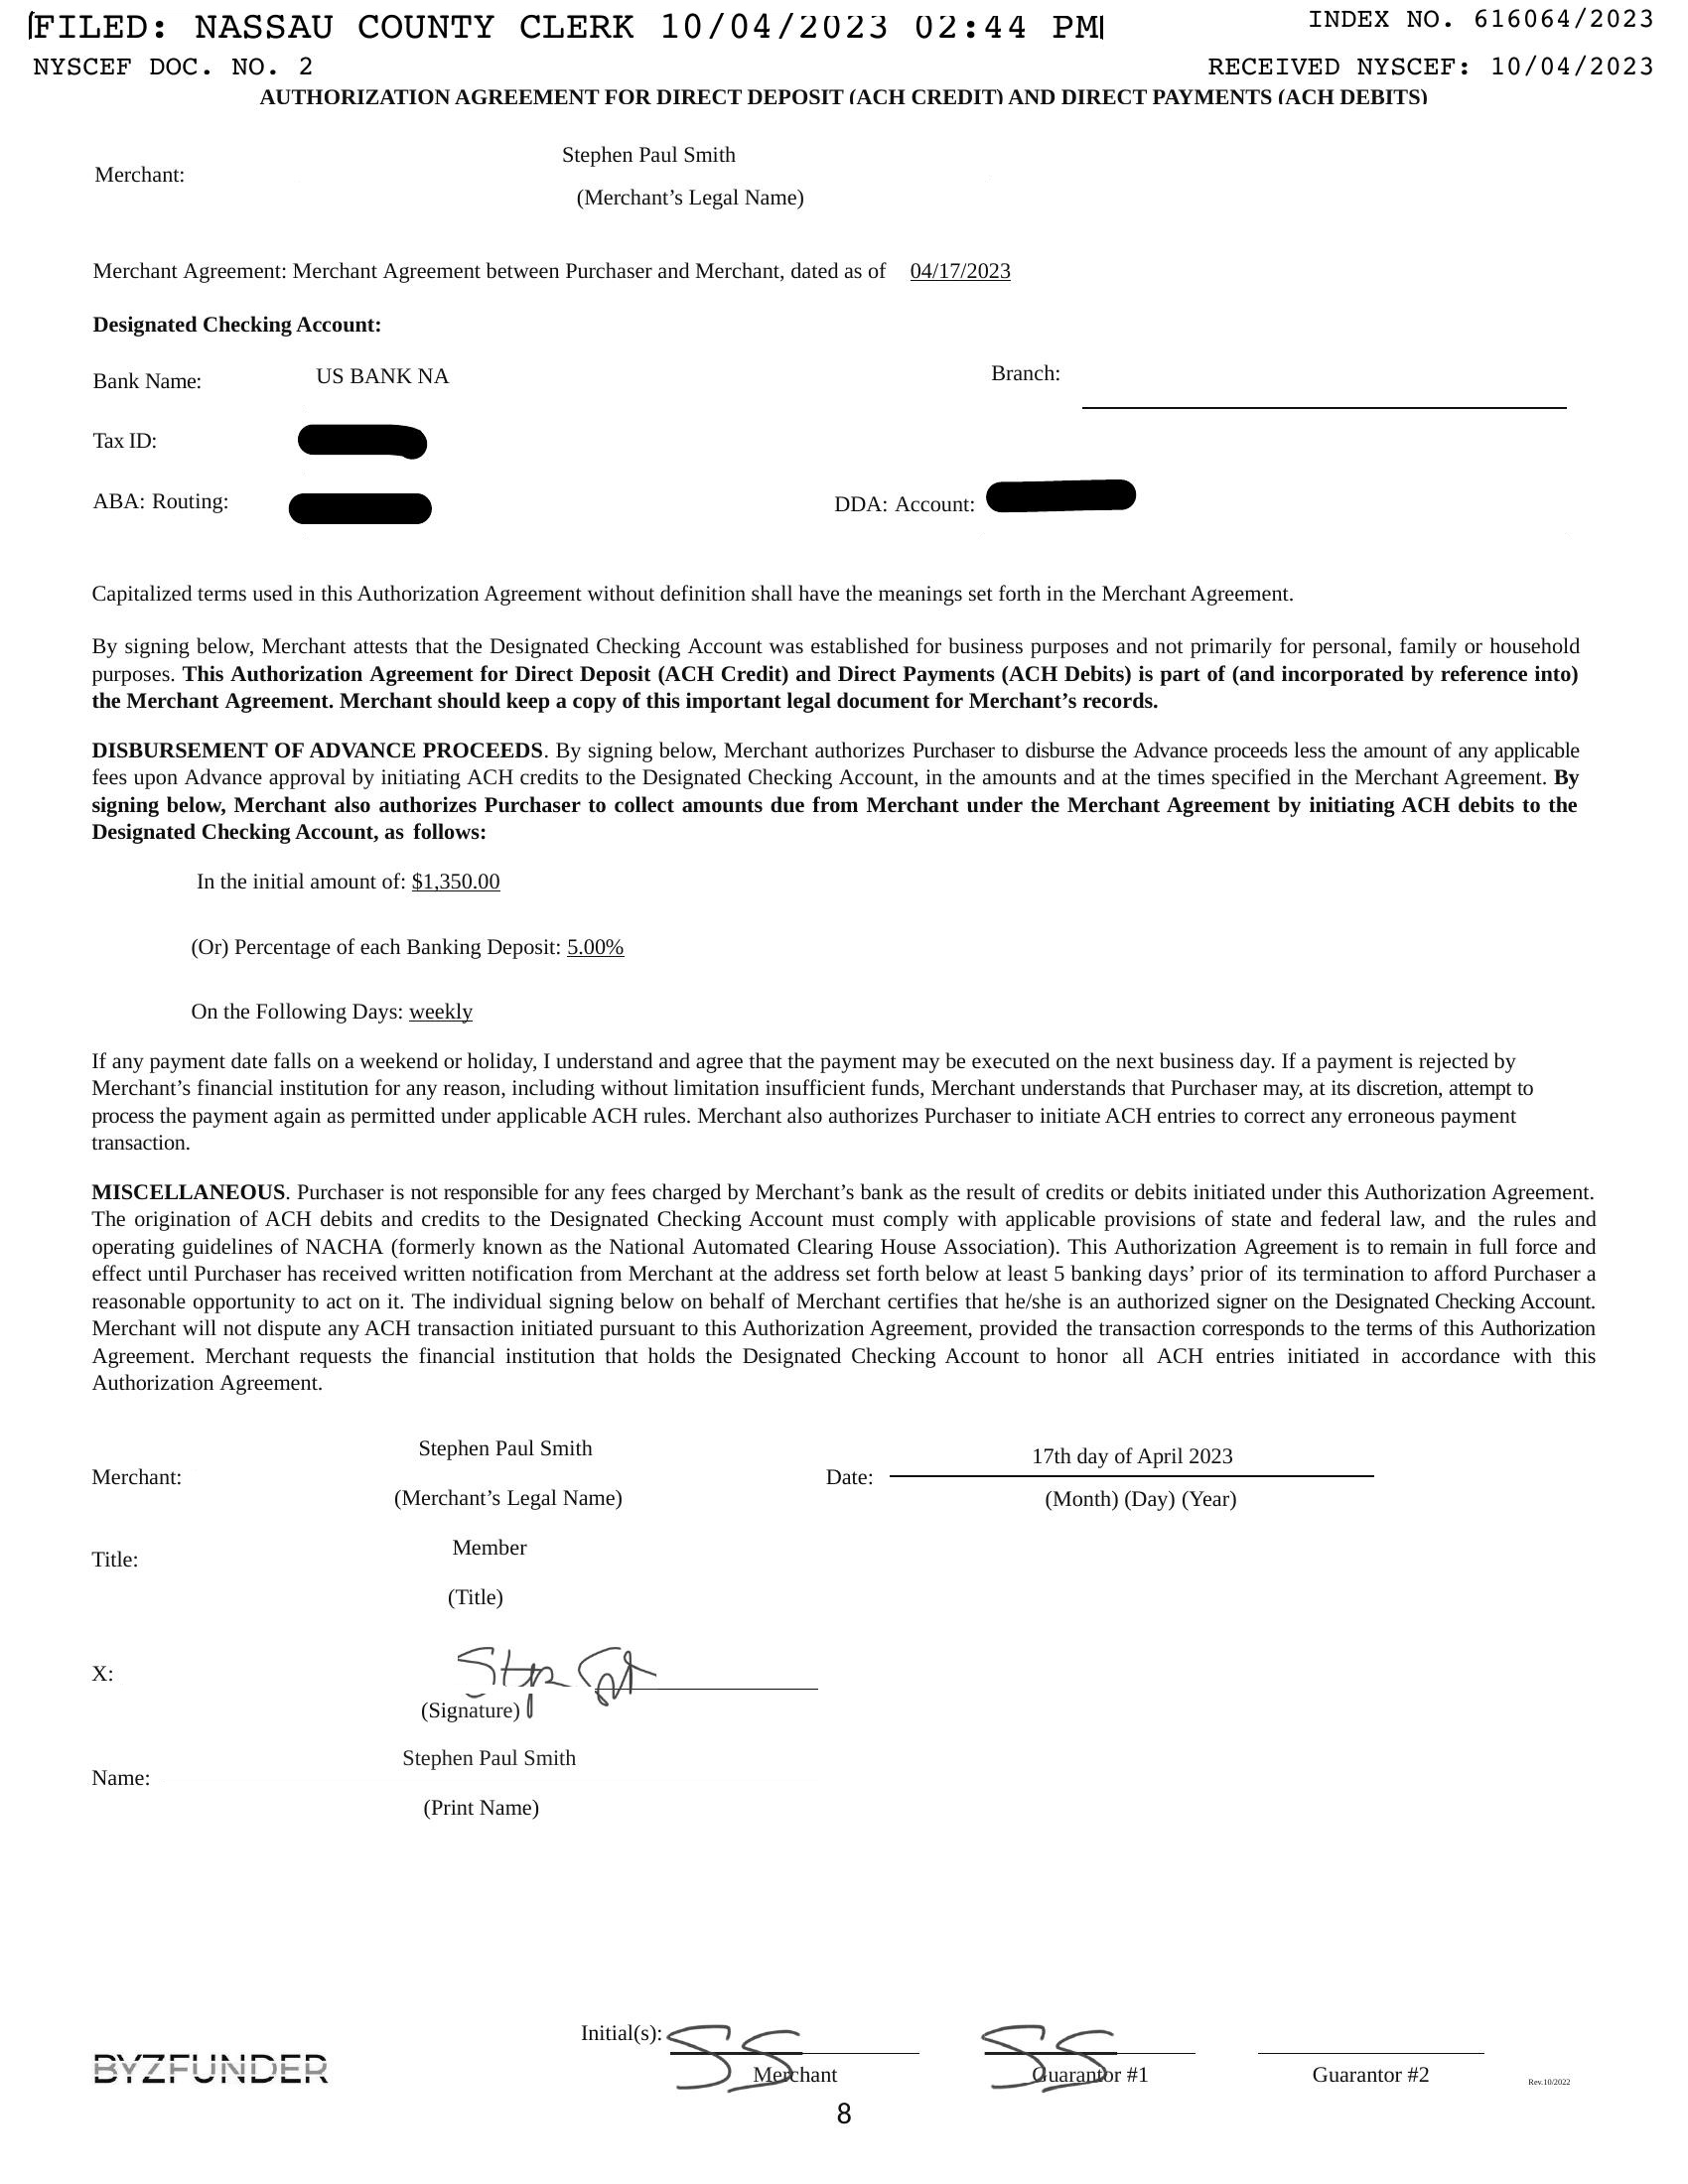 FILED: NASSAU COUNTY CLERK 10/04/2023 02:44 PM
INDEX NO. 616064/2023
NYSCEF DOC. NO. 2
RECEIVED NYSCEF: 10/04/2023
AUTHORIZATION AGREEMENT FOR DIRECT DEPOSIT (ACH CREDIT) AND DIRECT PAYMENTS (ACH DEBITS)
Stephen Paul Smith
Merchant:
(Merchant’s Legal Name)
Merchant Agreement: Merchant Agreement between Purchaser and Merchant, dated as of 04/17/2023
Designated Checking Account:
Bank Name: US BANK NA Branch:
Tax ID:
ABA: Routing: DDA: Account:
Capitalized terms used in this Authorization Agreement without definition shall have the meanings set forth in the Merchant Agreement.
By signing below, Merchant attests that the Designated Checking Account was established for business purposes and not primarily for personal, family or household
purposes. This Authorization Agreement for Direct Deposit (ACH Credit) and Direct Payments (ACH Debits) is part of (and incorporated by reference into)
the Merchant Agreement. Merchant should keep a copy of this important legal document for Merchant’s records.
DISBURSEMENT OF ADVANCE PROCEEDS. By signing below, Merchant authorizes Purchaser to disburse the Advance proceeds less the amount of any applicable
fees upon Advance approval by initiating ACH credits to the Designated Checking Account, in the amounts and at the times specified in the Merchant Agreement. By
signing below, Merchant also authorizes Purchaser to collect amounts due from Merchant under the Merchant Agreement by initiating ACH debits to the
Designated Checking Account, as follows:
In the initial amount of: $1,350.00
(Or) Percentage of each Banking Deposit: 5.00%
On the Following Days: weekly
If any payment date falls on a weekend or holiday, I understand and agree that the payment may be executed on the next business day. If a payment is rejected by
Merchant’s financial institution for any reason, including without limitation insufficient funds, Merchant understands that Purchaser may, at its discretion, attempt to
process the payment again as permitted under applicable ACH rules. Merchant also authorizes Purchaser to initiate ACH entries to correct any erroneous payment
transaction.
MISCELLANEOUS. Purchaser is not responsible for any fees charged by Merchant’s bank as the result of credits or debits initiated under this Authorization Agreement.
The origination of ACH debits and credits to the Designated Checking Account must comply with applicable provisions of state and federal law, and the rules and
operating guidelines of NACHA (formerly known as the National Automated Clearing House Association). This Authorization Agreement is to remain in full force and
effect until Purchaser has received written notification from Merchant at the address set forth below at least 5 banking days’ prior of its termination to afford Purchaser a
reasonable opportunity to act on it. The individual signing below on behalf of Merchant certifies that he/she is an authorized signer on the Designated Checking Account.
Merchant will not dispute any ACH transaction initiated pursuant to this Authorization Agreement, provided the transaction corresponds to the terms of this Authorization
Agreement. Merchant requests the financial institution that holds the Designated Checking Account to honor all ACH entries initiated in accordance with this
Authorization Agreement.
Stephen Paul Smith 17th day of April 2023
Merchant: Date:
(Merchant’s Legal Name) (Month) (Day) (Year)
Member
Title:
(Title)
X:
(Signature)
Stephen Paul Smith
Name:
(Print Name)
Initial(s): SS SS
BYZFUNDER Merchant Guarantor #1 Guarantor #2 Rev.10/2022
8